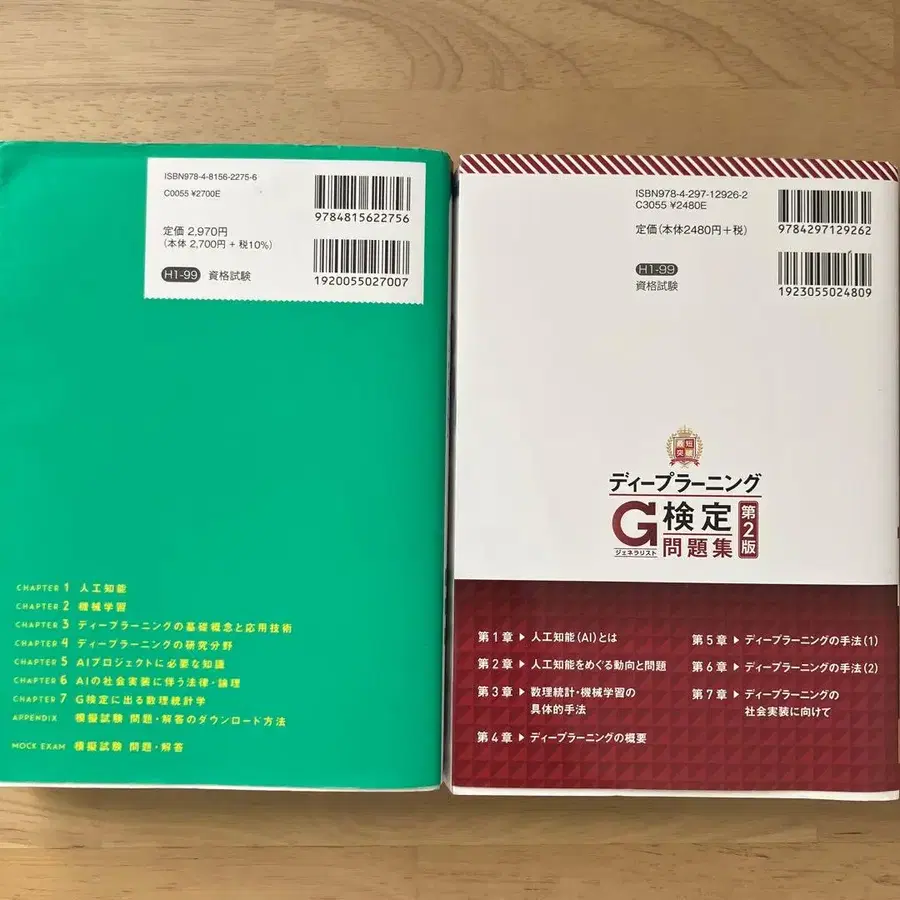 ISBN978-4-8156-2275-6
C0055 ¥2700E
9784815622756
定価 2,970円
(本体 2,700円 + 税10%)
1920055027007
H1-99 資格試験
CHAPTER 1 人工知能
CHAPTER 2 機械学習
CHAPTER 3 ディープラーニングの基礎概念と応用技術
CHAPTER 4 ディープラーニングの研究分野
CHAPTER 5 AIプロジェクトに必要な知識
CHAPTER 6 AIの社会実装に伴う法律・論理
CHAPTER 7 G検定に出る数理統計学
APPENDIX 模擬試験 問題・解答のダウンロード方法
MOCK EXAM 模擬試験 問題・解答
ISBN978-4-297-12926-2
C3055 ¥2480E
9784297129262
定価(本体2480円+税)
1923055024809
H1-99
資格試験
最短
突破
ディープラーニング
G検定
ジェネラリスト
問題集
第2版
第1章 ▶ 人工知能(AI)とは
第2章 ▶ 人工知能をめぐる動向と問題
第3章 ▶ 数理統計・機械学習の
具体的手法
第4章 ▶ ディープラーニングの概要
第5章 ▶ ディープラーニングの手法(1)
第6章 ▶ ディープラーニングの手法(2)
第7章 ▶ ディープラーニングの
社会実装に向けて